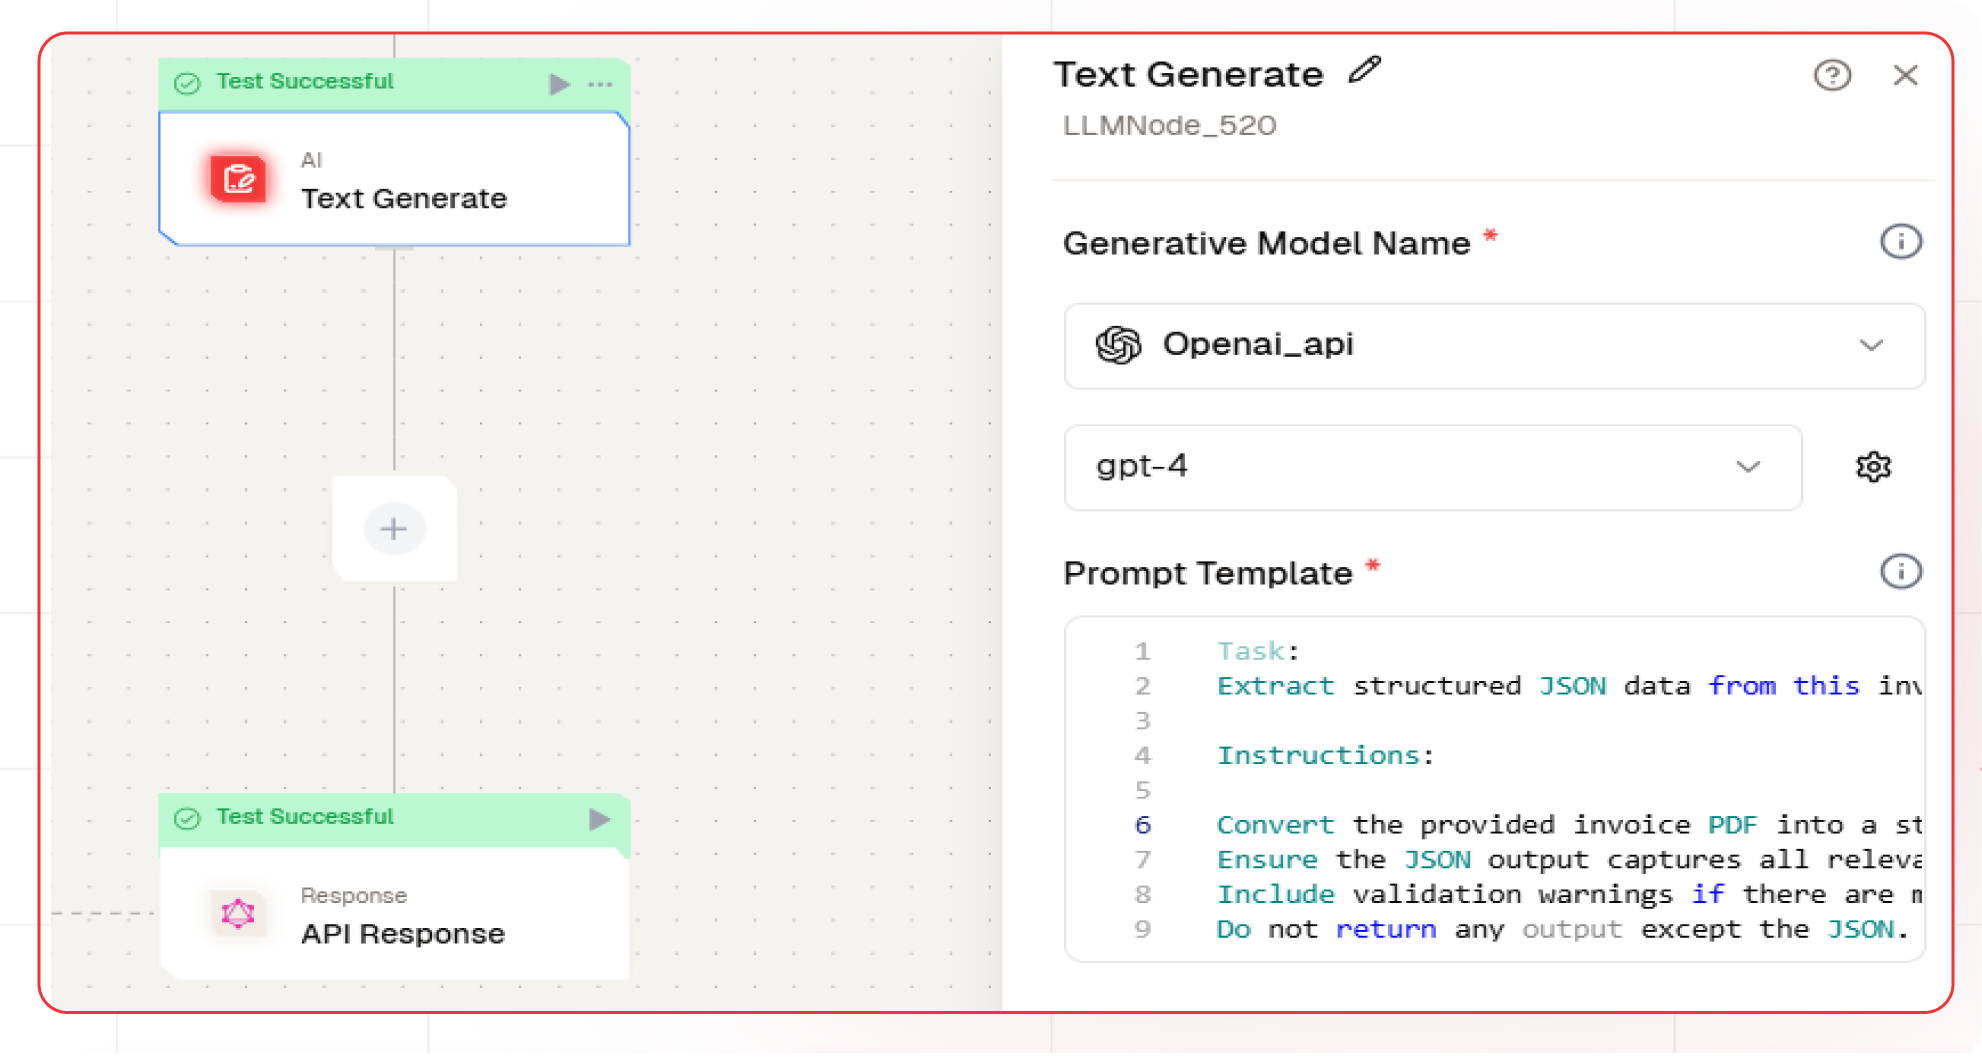 Test Successful
AI
Text Generate
Test Successful
Response
API Response
Text Generate
LLMNode_520
Generative Model Name *
Openai_api
gpt-4
Prompt Template *
1 Task:
2 Extract structured JSON data from this
3
4 Instructions:
5
6 Convert the provided invoice PDF into a
7 Ensure the JSON output captures all
8 Include validation warnings if there are
9 Do not return any output except the JSON.